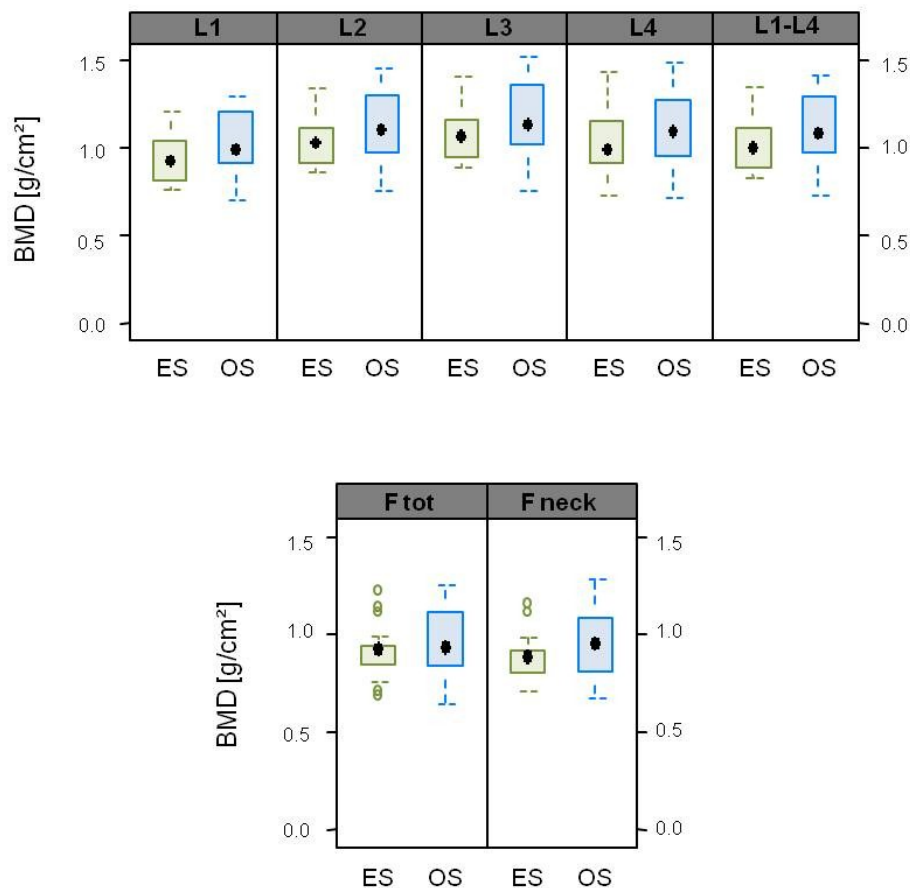 L1 L2 L3 L4 L1-L4
1.5 1.5
1.0 1.0
0.5 0.5
0.0 0.0
BMD [g/cm²]
ES OS ES OS ES OS ES OS ES OS
F tot F neck
1.5 1.5
1.0 1.0
0.5 0.5
0.0 0.0
BMD [g/cm²]
ES OS ES OS